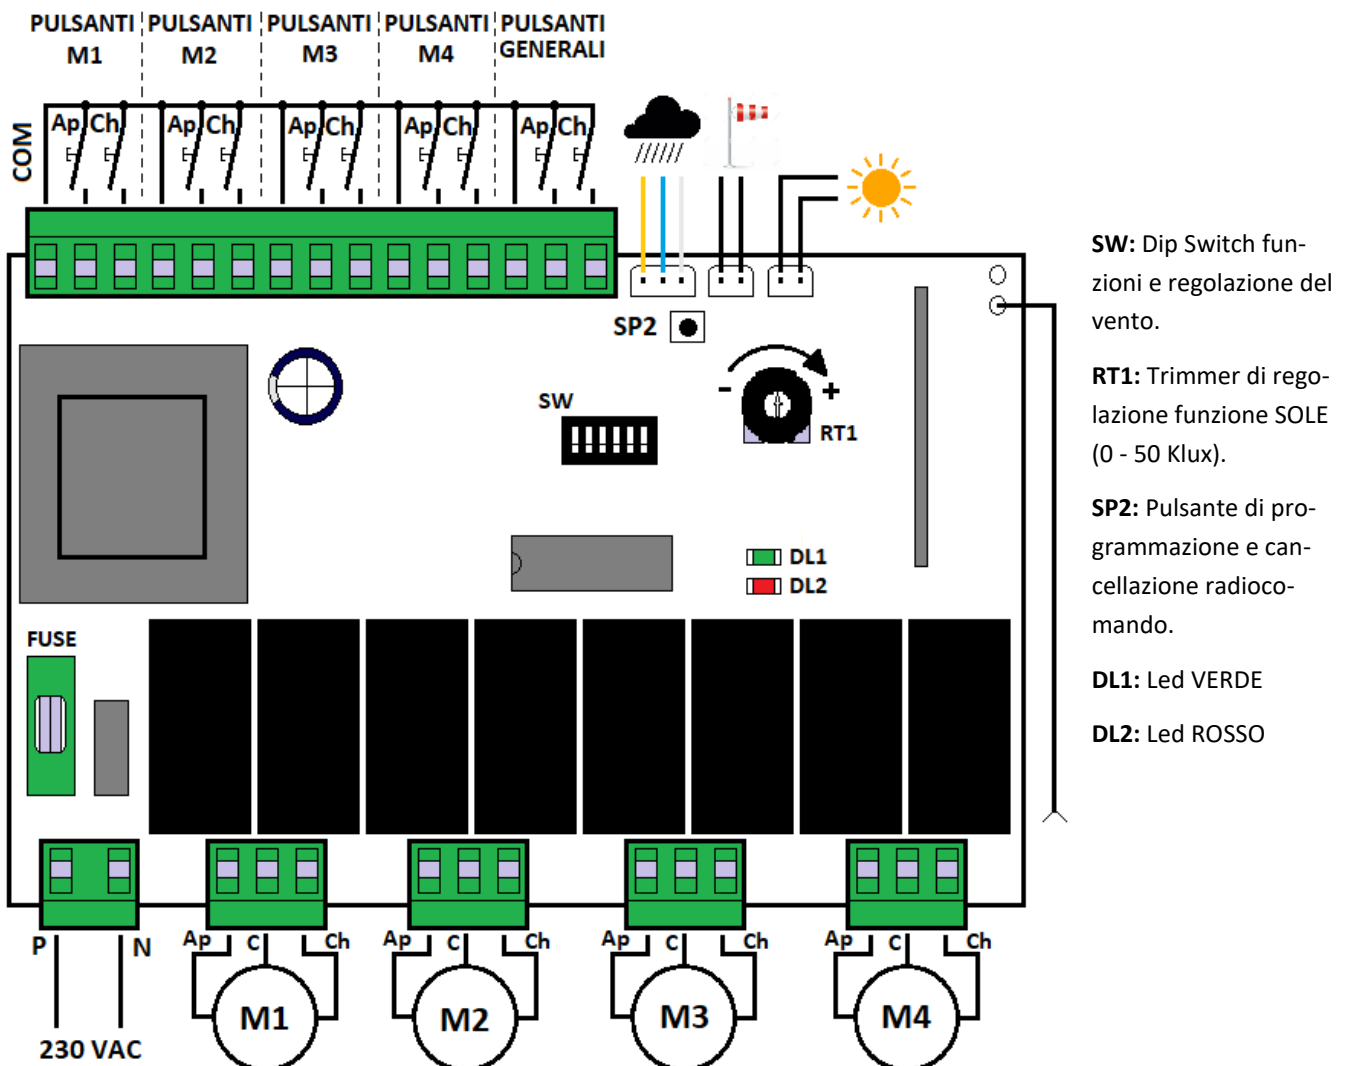 PULSANTI PULSANTI PULSANTI PULSANTI PULSANTI
M1 M2 M3 M4 GENERALI
COM
Ap Ch Ap Ch Ap Ch Ap Ch Ap Ch
SP2
- +
SW
RT1
DL1
DL2
FUSE
P N
Ap C Ch Ap C Ch Ap C Ch Ap C Ch
M1 M2 M3 M4
230 VAC
SW: Dip Switch fun-
zioni e regolazione del
vento.
RT1: Trimmer di rego-
lazione funzione SOLE
(0 - 50 Klux).
SP2: Pulsante di pro-
grammazione e can-
cellazione radioco-
mando.
DL1: Led VERDE
DL2: Led ROSSO